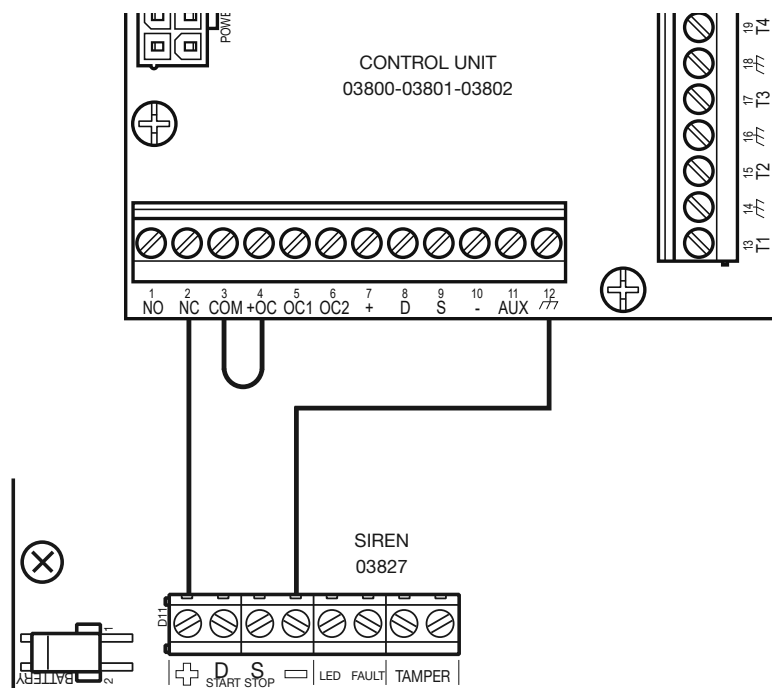 POWE
CONTROL UNIT
03800-03801-03802
19 T4
18
17 T3
16
15 T2
14
13 T1
1 2 3 4 5 6 7 8 9 10 11 12
NO NC COM +OC OC1 OC2 + D S - AUX
SIREN
03827
D11
1
2
BATTERY
+ D S - LED FAULT TAMPER
START STOP